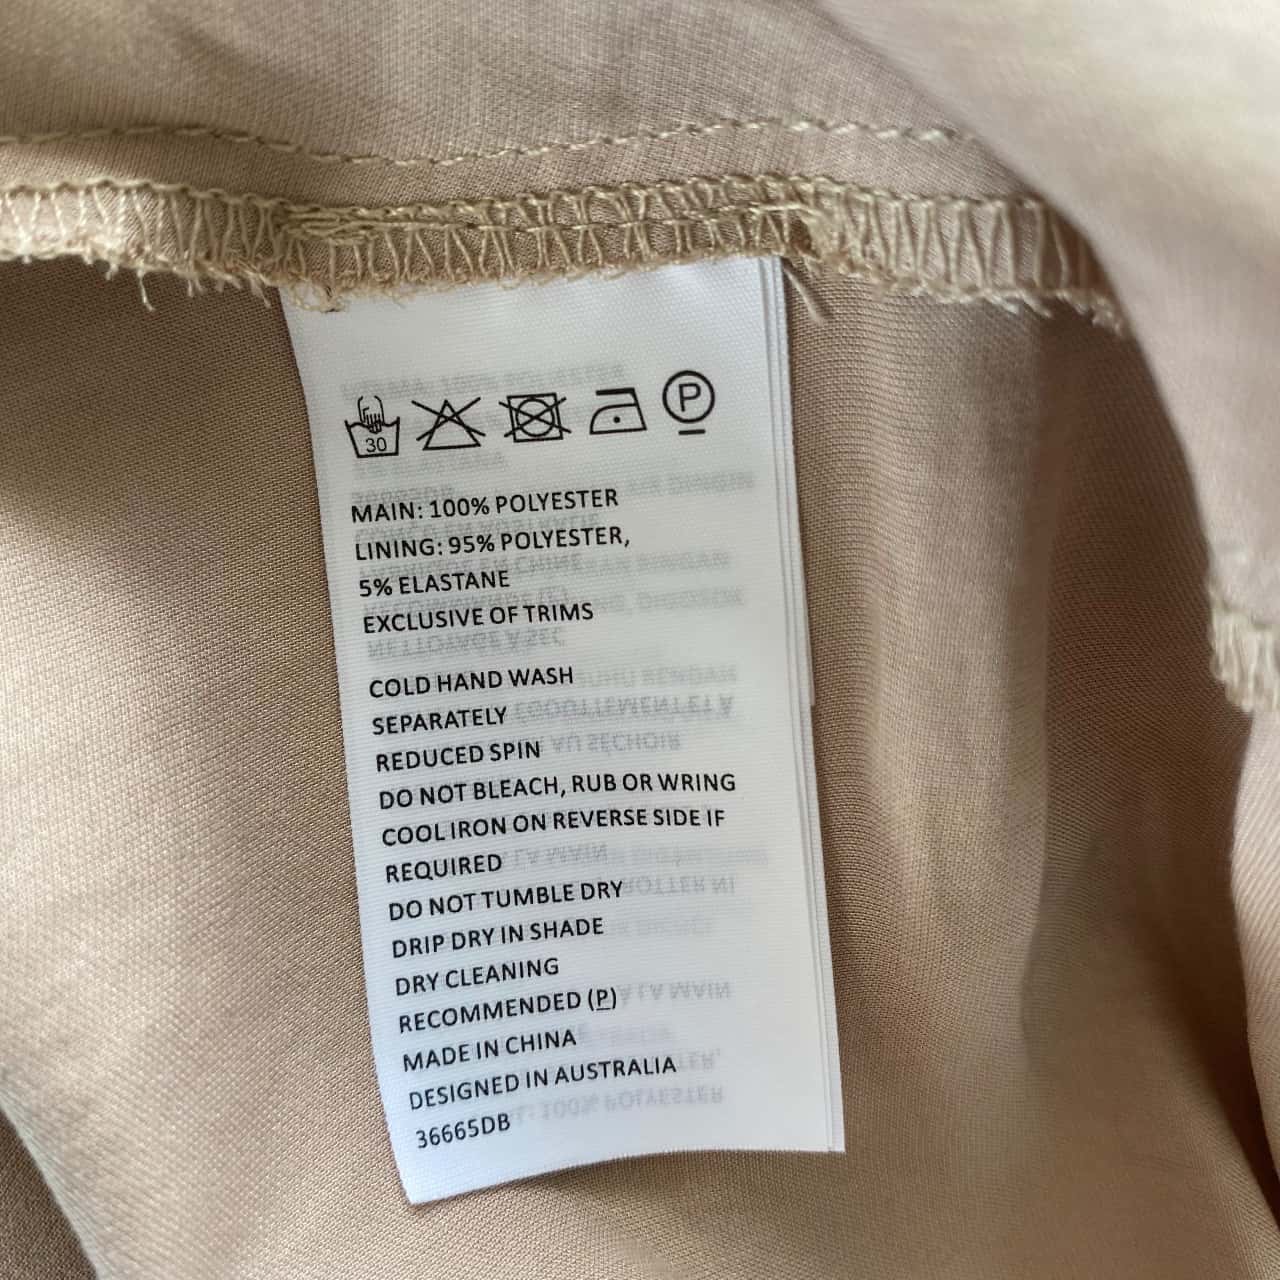 30 P
MAIN: 100% POLYESTER
LINING: 95% POLYESTER,
5% ELASTANE
EXCLUSIVE OF TRIMS
COLD HAND WASH
SEPARATELY
REDUCED SPIN
DO NOT BLEACH, RUB OR WRING
COOL IRON ON REVERSE SIDE IF
REQUIRED
DO NOT TUMBLE DRY
DRIP DRY IN SHADE
DRY CLEANING
RECOMMENDED (P)
MADE IN CHINA
DESIGNED IN AUSTRALIA
36665DB